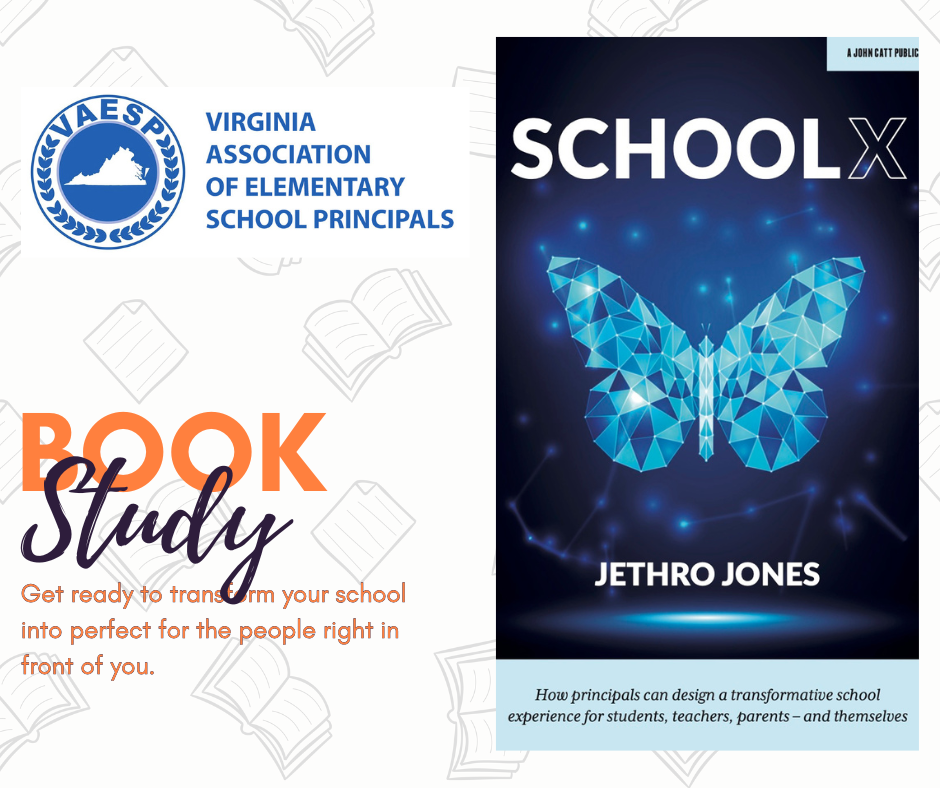 VAESP
VIRGINIA
ASSOCIATION
OF ELEMENTARY
SCHOOL PRINCIPALS
BOOK
Study
Get ready to transform your school
into perfect for the people right in
front of you.
A JOHN CATT PUBLIC
SCHOOL X
JETHRO JONES
How principals can design a transformative school
experience for students, teachers, parents – and themselves